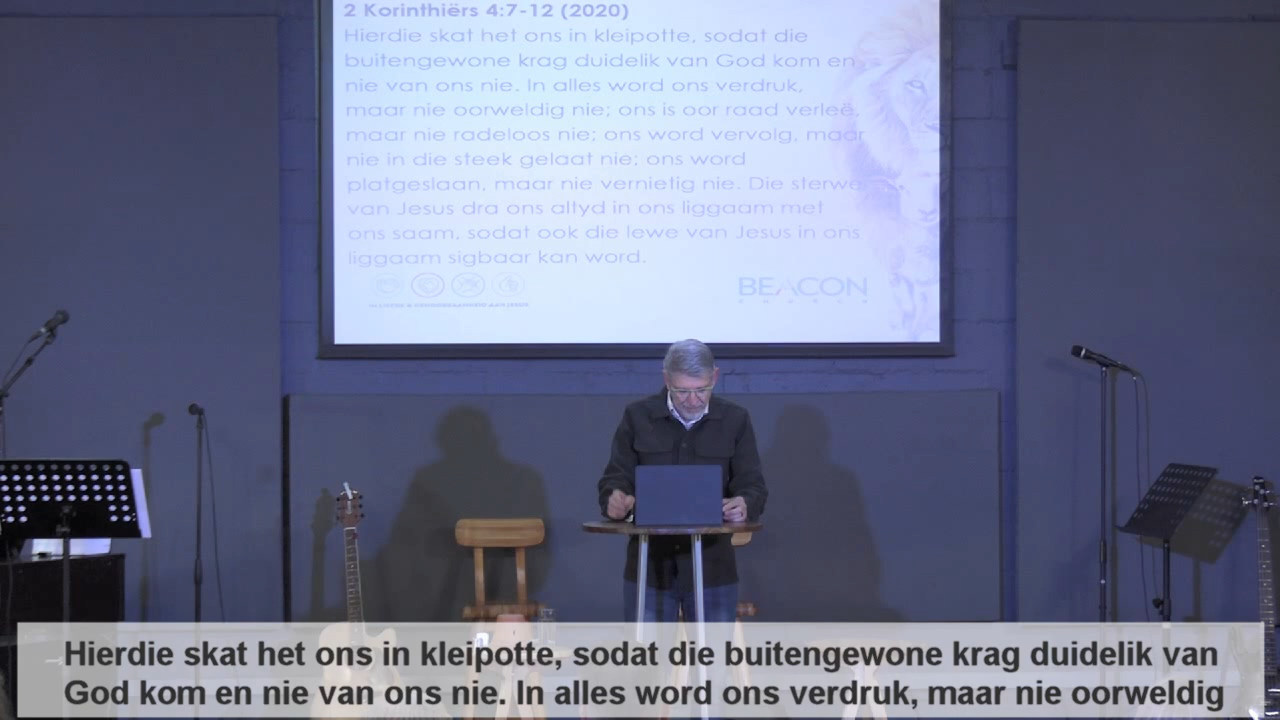 2 Korinthiërs 4:7-12 (2020)
Hierdie skat het ons in kleipotte, sodat die
buitengewone krag duidelik van God kom en
nie van ons nie. In alles word ons verdruk,
maar nie oorweldig nie; ons is oor raad verleë,
maar nie radeloos nie; ons word vervolg, maar
nie in die steek gelaat nie; ons word
platgeslaan, maar nie vernietig nie. Die sterwe
van Jesus dra ons altyd in ons liggaam met
ons saam, sodat ook die lewe van Jesus in ons
liggaam sigbaar kan word.
BEACON
CHURCH
Hierdie skat het ons in kleipotte, sodat die buitengewone krag duidelik van
God kom en nie van ons nie. In alles word ons verdruk, maar nie oorweldig